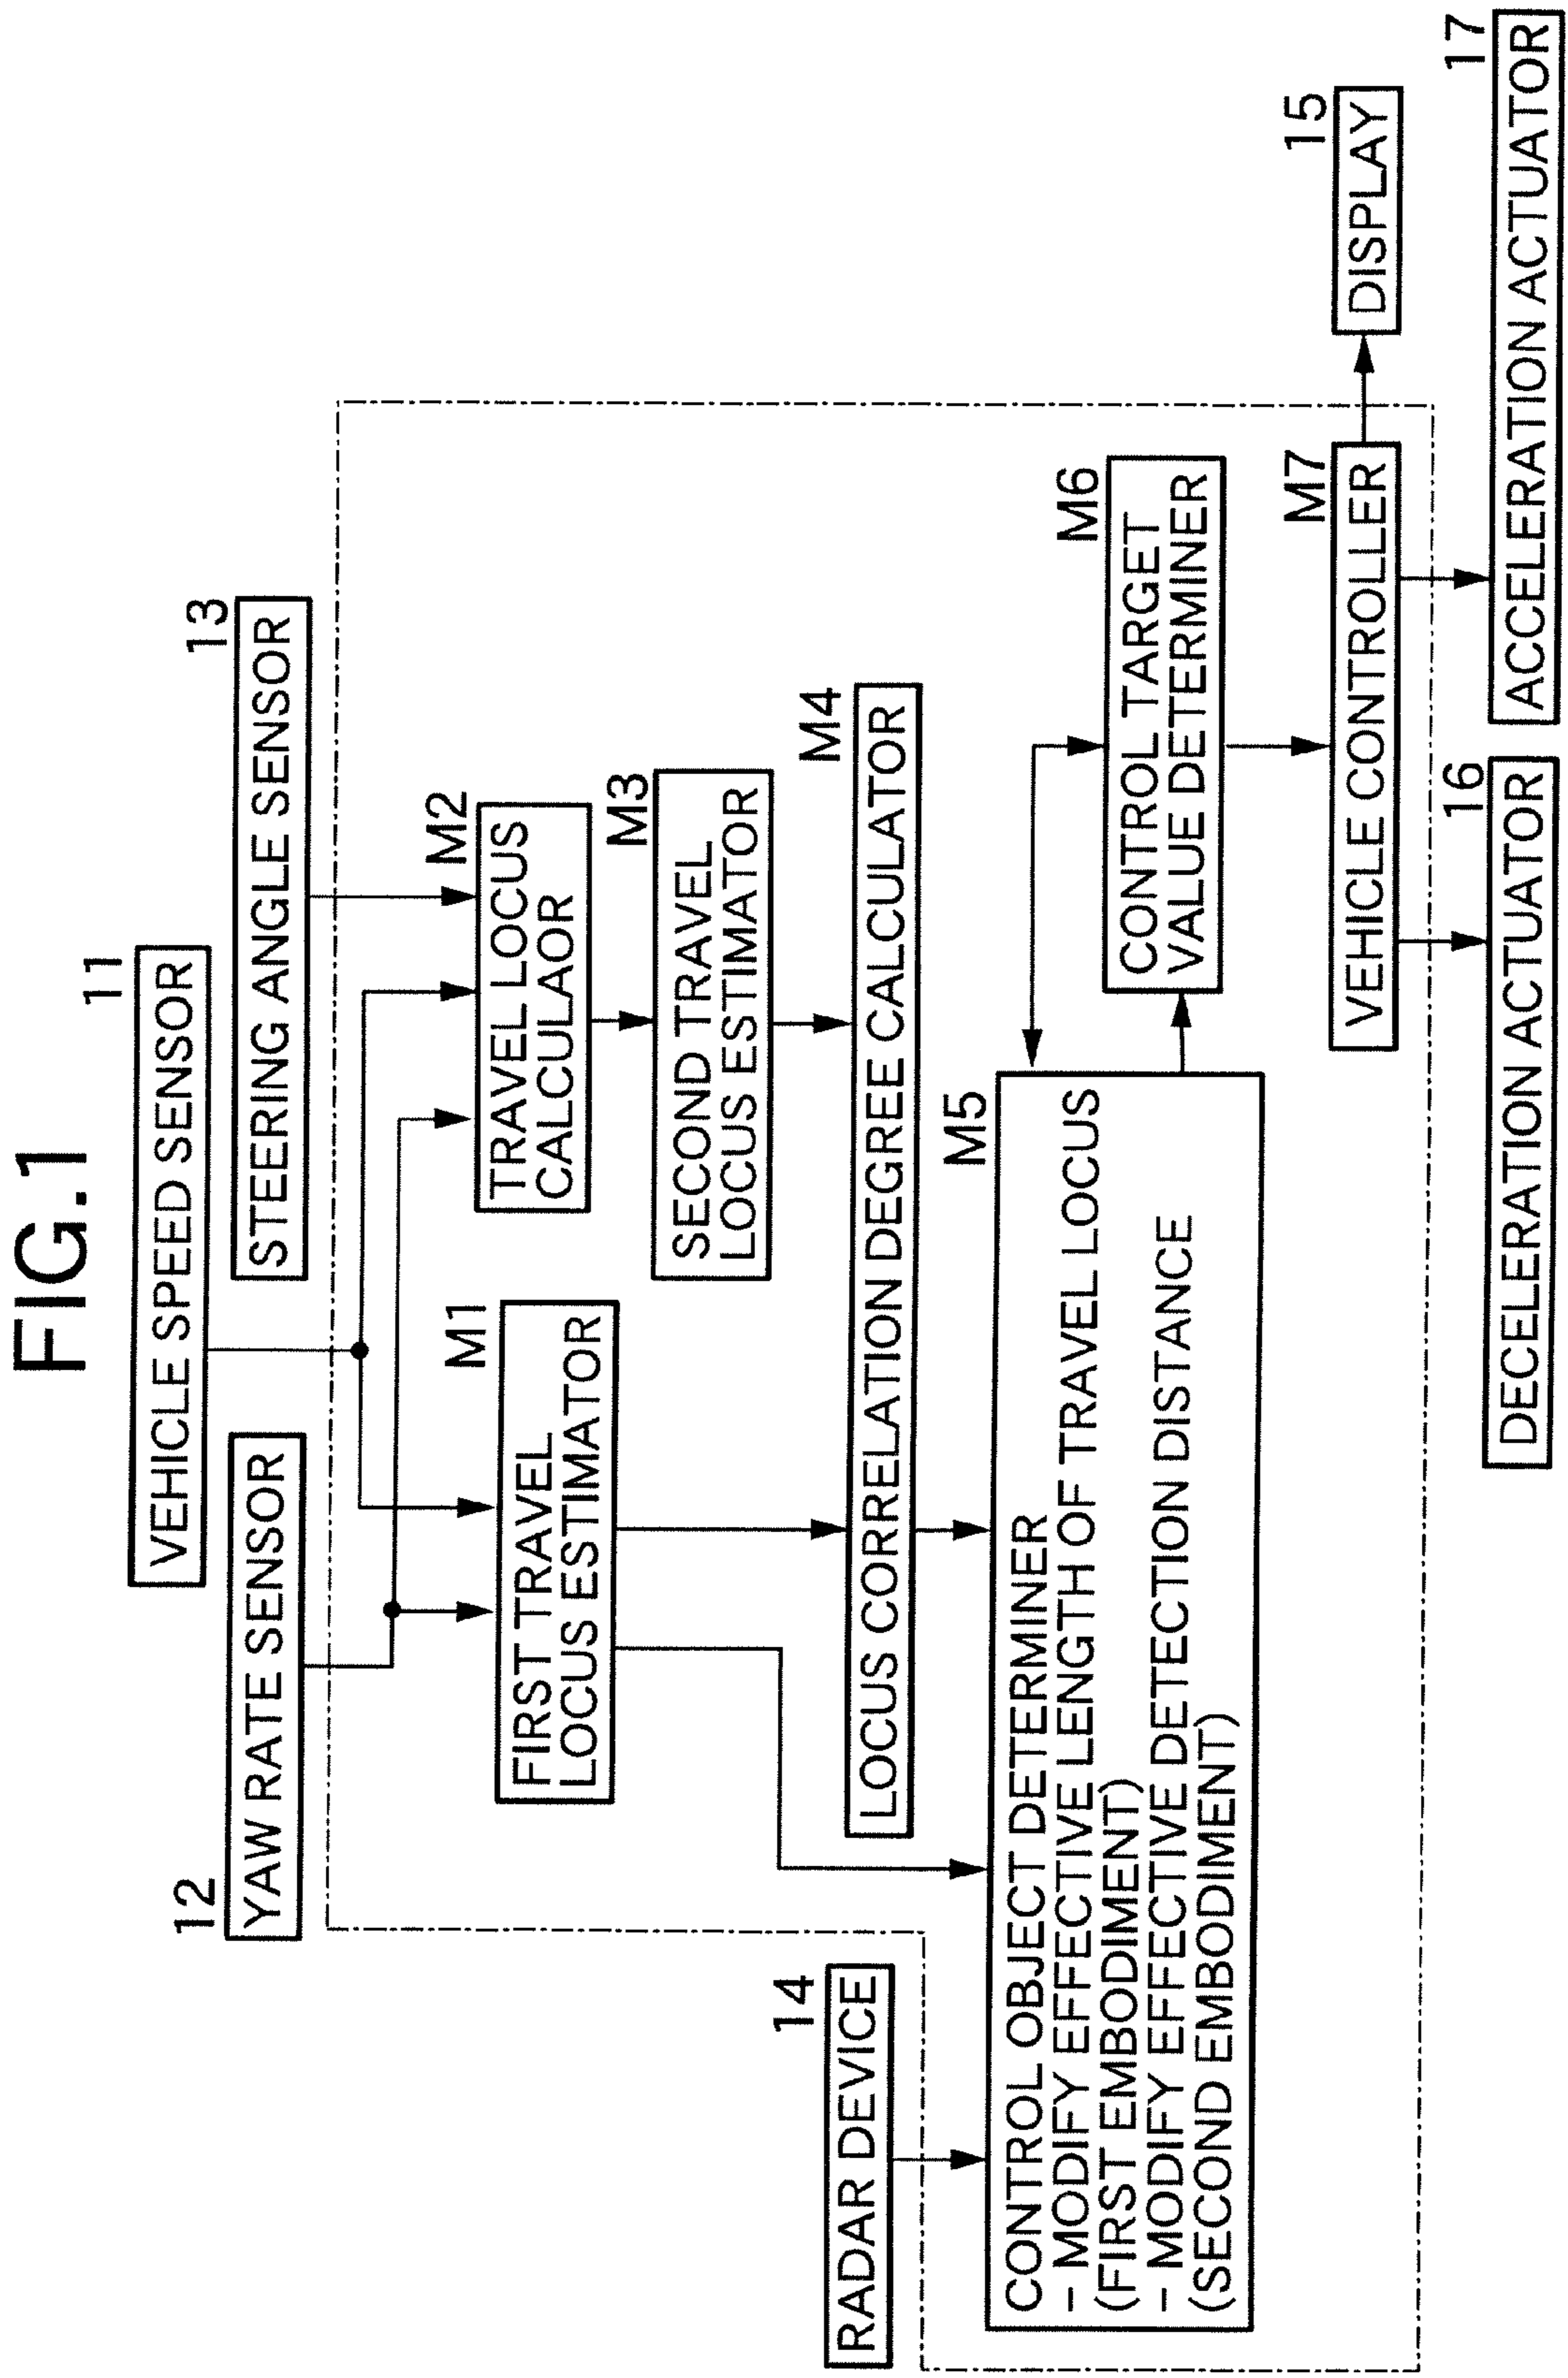 FIG.1
11
VEHICLE SPEED SENSOR
12
YAW RATE SENSOR
13
STEERING ANGLE SENSOR
M1
FIRST TRAVEL
LOCUS ESTIMATOR
M2
TRAVEL LOCUS
CALCULAOR
M3
SECOND TRAVEL
LOCUS ESTIMATOR
14
RADAR DEVICE
M4
LOCUS CORRELATION DEGREE CALCULATOR
M5
CONTROL OBJECT DETERMINER
– MODIFY EFFECTIVE LENGTH OF TRAVEL LOCUS
(FIRST EMBODIMENT)
– MODIFY EFFECTIVE DETECTION DISTANCE
(SECOND EMBODIMENT)
M6
CONTROL TARGET
VALUE DETERMINER
M7
VEHICLE CONTROLLER
15
DISPLAY
16
DECELERATION ACTUATOR
17
ACCELERATION ACTUATOR